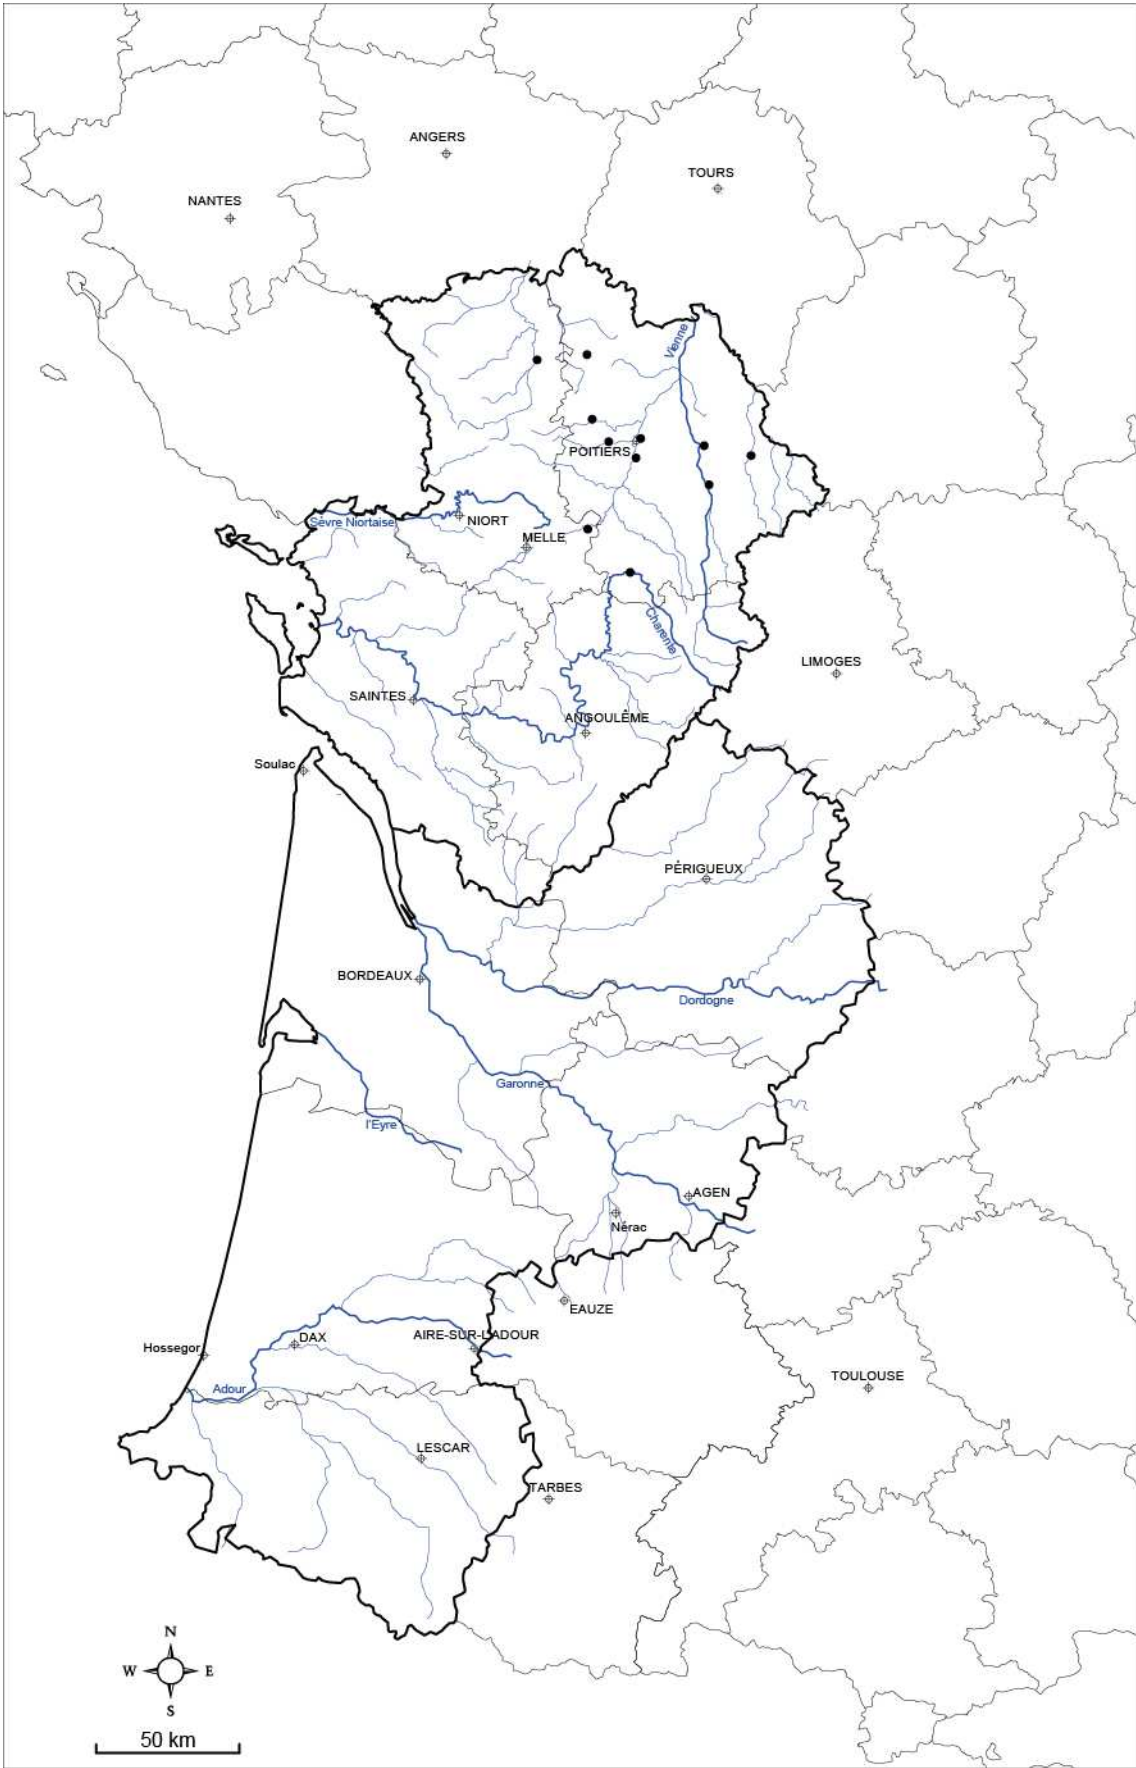 ANGERS
TOURS
NANTES
Vienne
POITIERS
Sèvre Niortaise
NIORT
MELLE
Charente
LIMOGES
SAINTES
ANGOULÊME
Soulac
PÉRIGUEUX
BORDEAUX
Dordogne
Garonne
l'Eyre
AGEN
Nérac
EAUZE
DAX
AIRE-SUR-L'ADOUR
Hossegor
TOULOUSE
Adour
LESCAR
TARBES
N
W
E
S
50 km